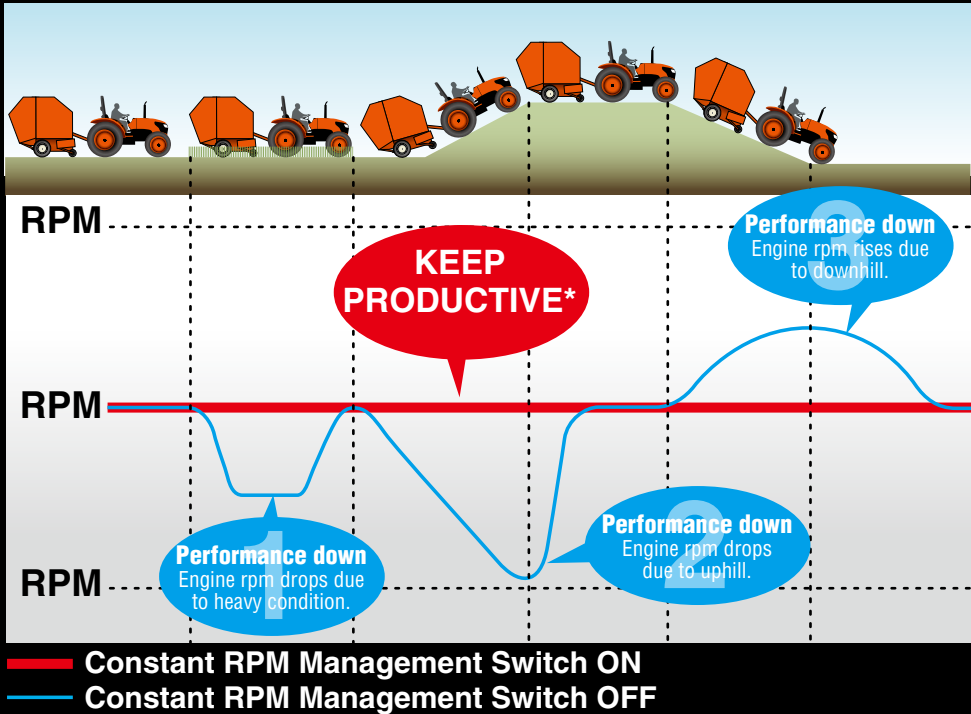 RPM
3
Performance down
Engine rpm rises due
to downhill.
KEEP
PRODUCTIVE*
RPM
1
Performance down
Engine rpm drops due
to heavy condition.
2
Performance down
Engine rpm drops
due to uphill.
RPM
Constant RPM Management Switch ON
Constant RPM Management Switch OFF